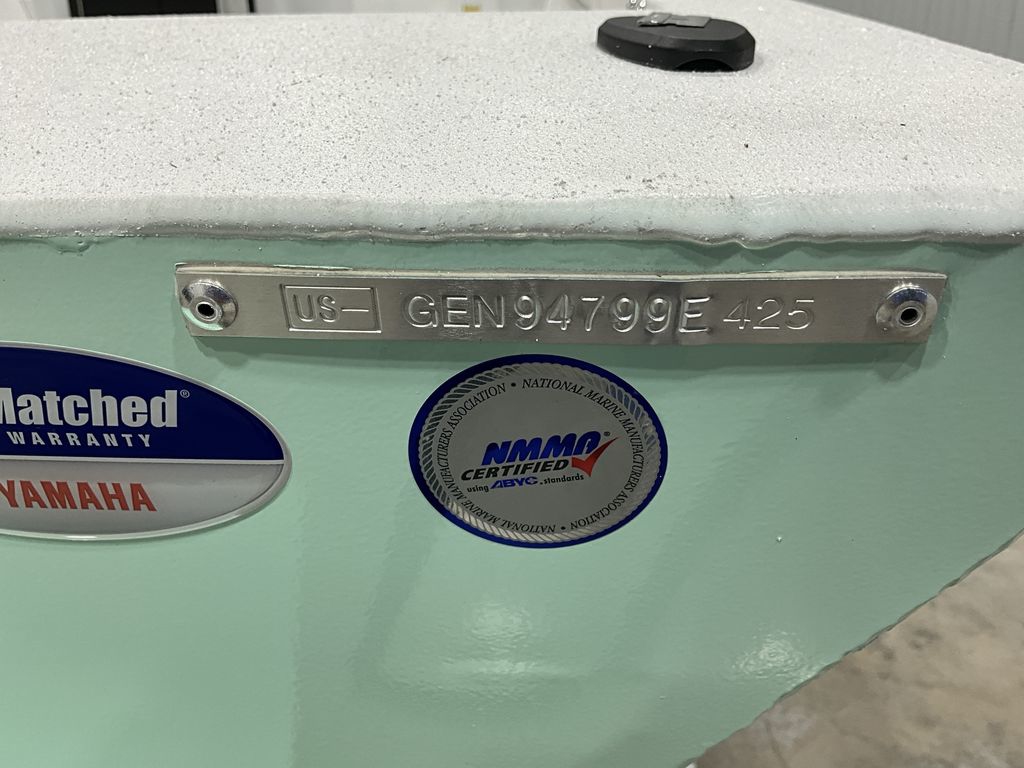 US- GEN94799E425
Matched®
WARRANTY
YAMAHA
NATIONAL MARINE MANUFACTURERS ASSOCIATION • NATIONAL MARINE MANUFACTURERS ASSOCIATION •
NMMA®
CERTIFIED
using ABYC. standards